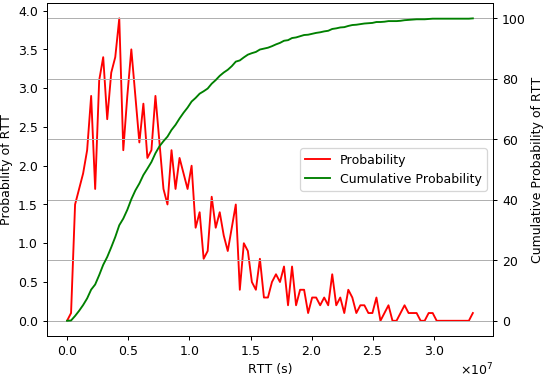 4.0
3.5
3.0
2.5
2.0
1.5
1.0
0.5
0.0
Probability of RTT
Probability
Cumulative Probability
100
80
60
40
20
0
Cumulative Probability of RTT
0.0 0.5 1.0 1.5 2.0 2.5 3.0
×10⁷
RTT (s)